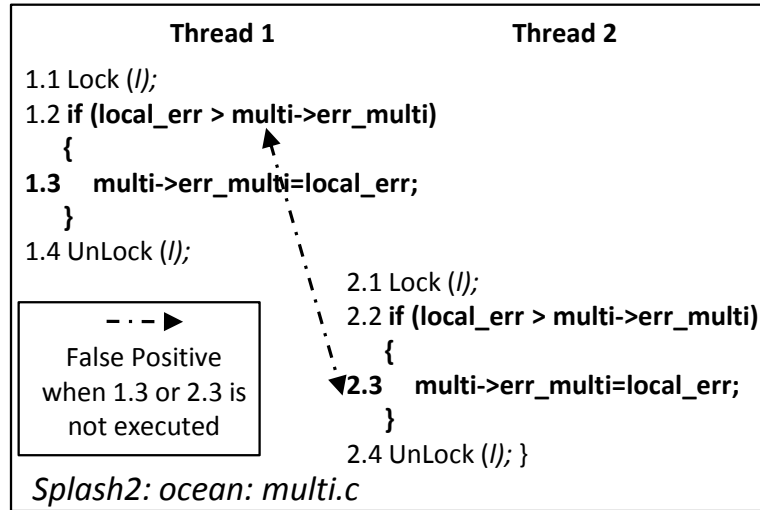 Thread 1 Thread 2
1.1 Lock (l);
1.2 if (local_err > multi->err_multi)
{
1.3 multi->err_multi=local_err;
}
1.4 UnLock (l);
2.1 Lock (l);
2.2 if (local_err > multi->err_multi)
{
2.3 multi->err_multi=local_err;
}
2.4 UnLock (l); }
False Positive
when 1.3 or 2.3 is
not executed
Splash2: ocean: multi.c